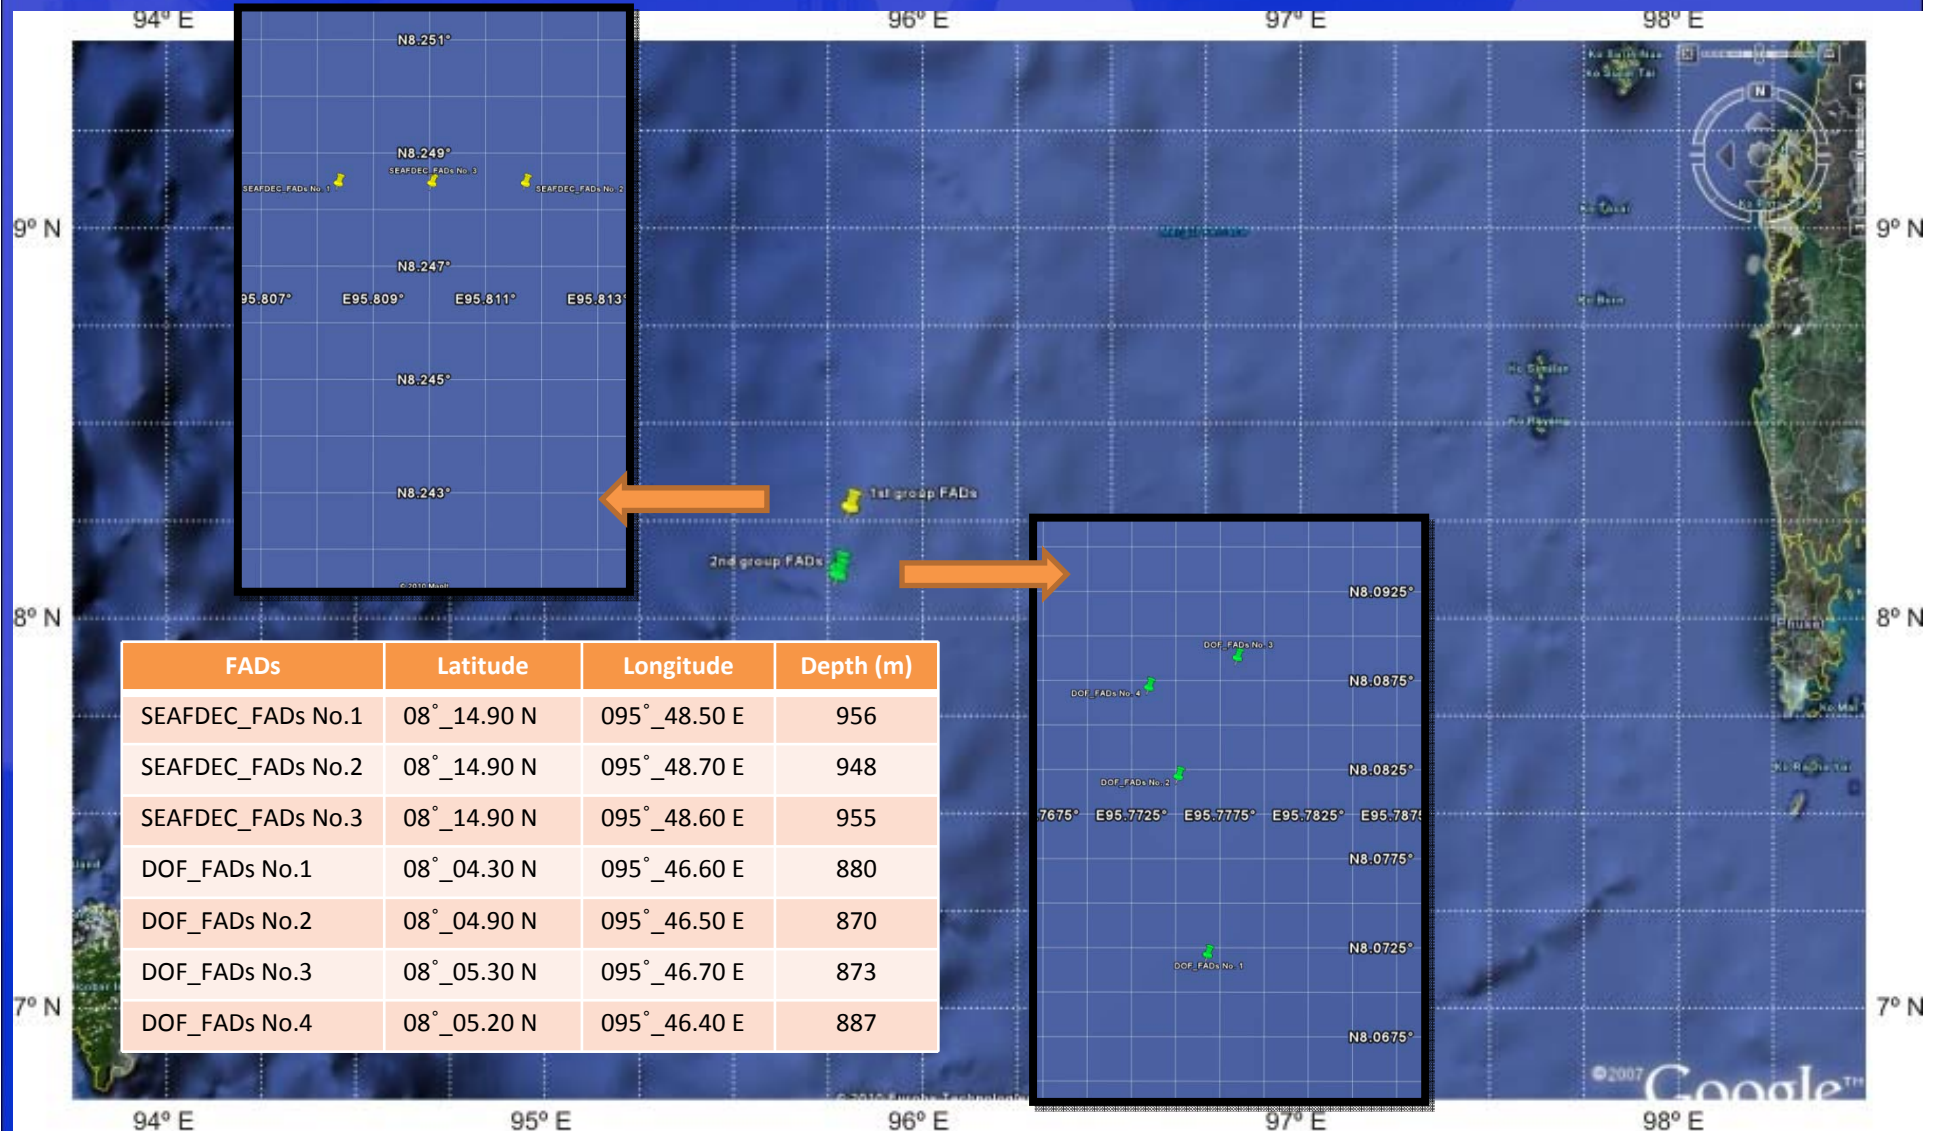 94° E
96° E
97° E
98° E
N8.251°
N8.249°
SEAFDEC_FADs No. 1
SEAFDEC_FADs No. 3
SEAFDEC_FADs No. 2
N8.247°
95.807°
E95.809°
E95.811°
E95.813°
N8.245°
N8.243°
9° N
9° N
Ko Similan
1st group FADs
2nd group FADs
8° N
8° N
Phuket
N8.0925°
DOF_FADs No. 3
DOF_FADs No. 4
N8.0875°
DOF_FADs No. 2
N8.0825°
.7675°
E95.7725°
E95.7775°
E95.7825°
E95.7875
N8.0775°
N8.0725°
DOF_FADs No. 1
N8.0675°
FADs Latitude Longitude Depth (m)
SEAFDEC_FADs No.1 08°_14.90 N 095°_48.50 E 956
SEAFDEC_FADs No.2 08°_14.90 N 095°_48.70 E 948
SEAFDEC_FADs No.3 08°_14.90 N 095°_48.60 E 955
DOF_FADs No.1 08°_04.30 N 095°_46.60 E 880
DOF_FADs No.2 08°_04.90 N 095°_46.50 E 870
DOF_FADs No.3 08°_05.30 N 095°_46.70 E 873
DOF_FADs No.4 08°_05.20 N 095°_46.40 E 887
7° N
7° N
©2007 Google™
94° E
95° E
96° E
97° E
98° E